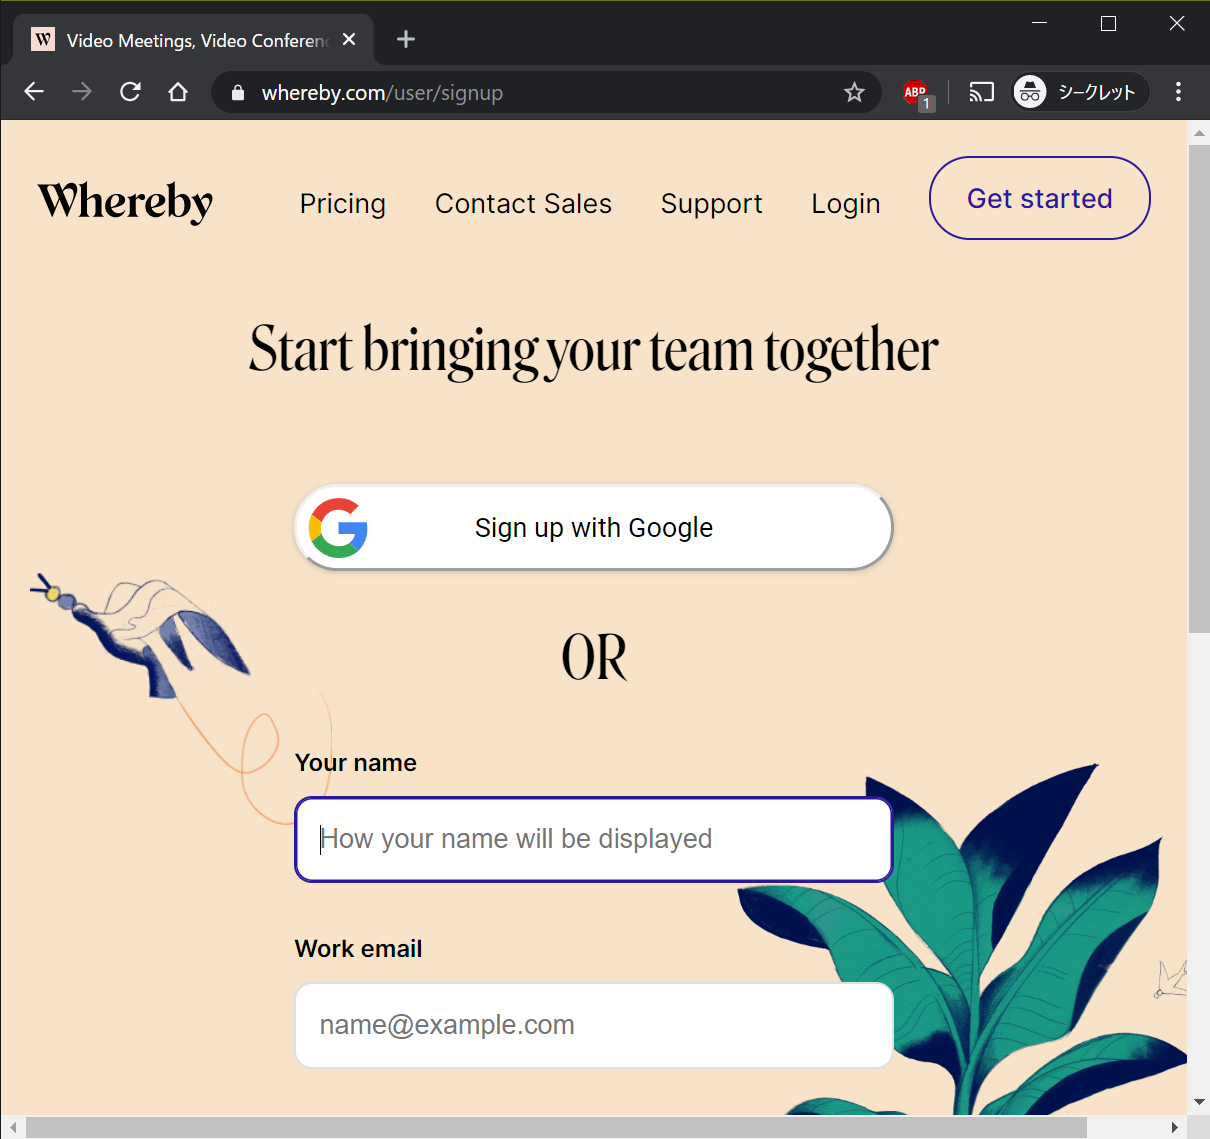 W Video Meetings, Video Conferen
whereby.com/user/signup
ABP
1
シークレット
Whereby
Pricing
Contact Sales
Support
Login
Get started
Start bringing your team together
Sign up with Google
OR
Your name
How your name will be displayed
Work email
name@example.com